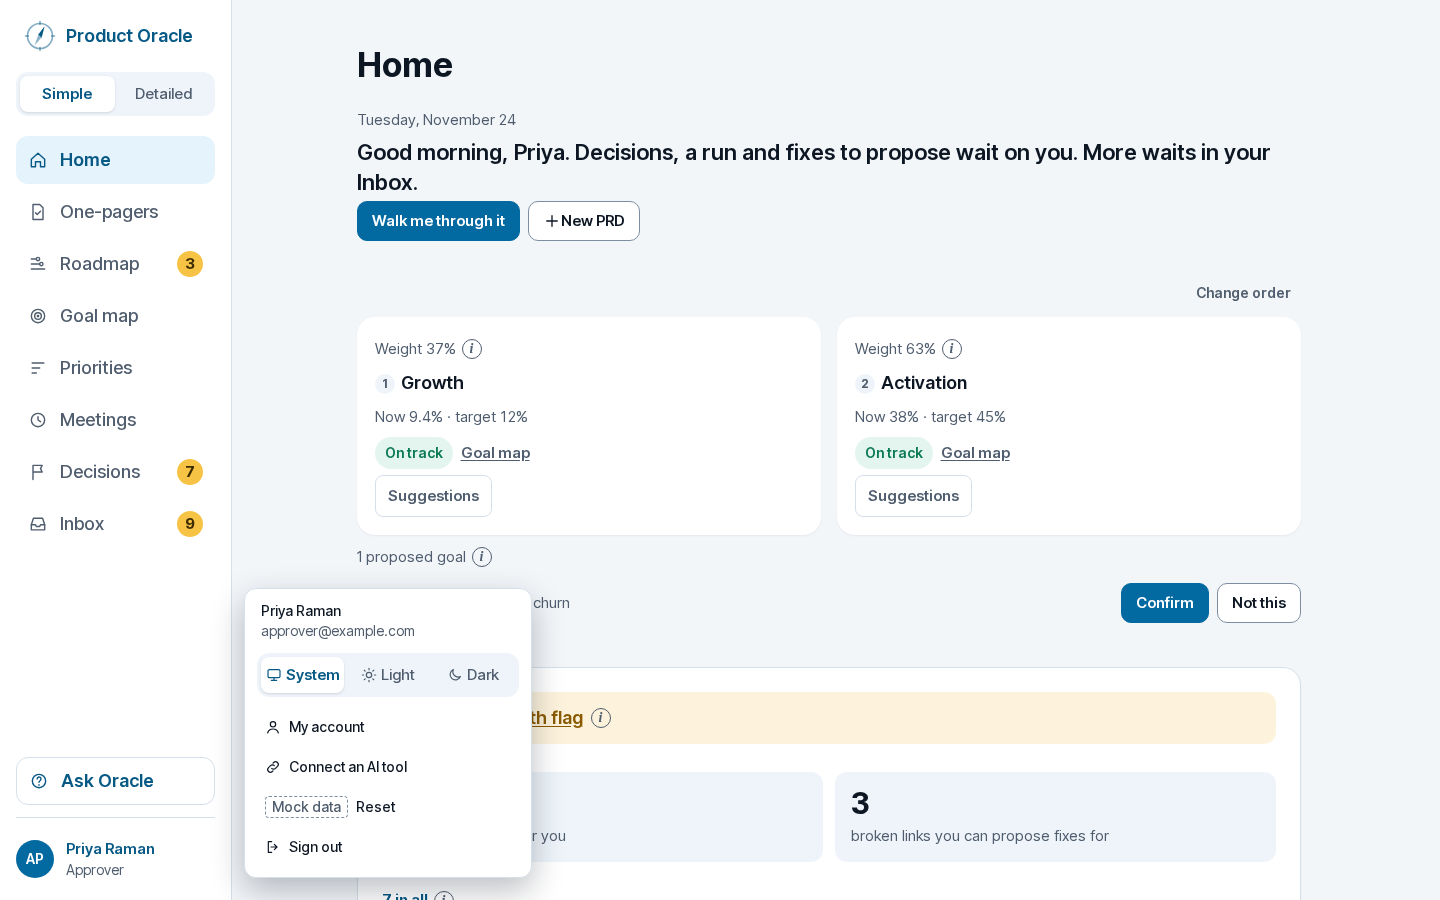 Product Oracle
Simple
Detailed
Home
One-pagers
Roadmap
3
Goal map
Priorities
Meetings
Decisions
7
Inbox
9
Ask Oracle
AP
Priya Raman
Approver
Home
Tuesday, November 24
Good morning, Priya. Decisions, a run and fixes to propose wait on you. More waits in your
Inbox.
Walk me through it
New PRD
Change order
Weight 37%
1 Growth
Now 9.4% · target 12%
On track
Goal map
Suggestions
Weight 63%
2 Activation
Now 38% · target 45%
On track
Goal map
Suggestions
1 proposed goal
churn
Confirm
Not this
Priya Raman
approver@example.com
System
Light
Dark
My account
Connect an AI tool
Mock data Reset
Sign out
flag
you
3
broken links you can propose fixes for
7 in all